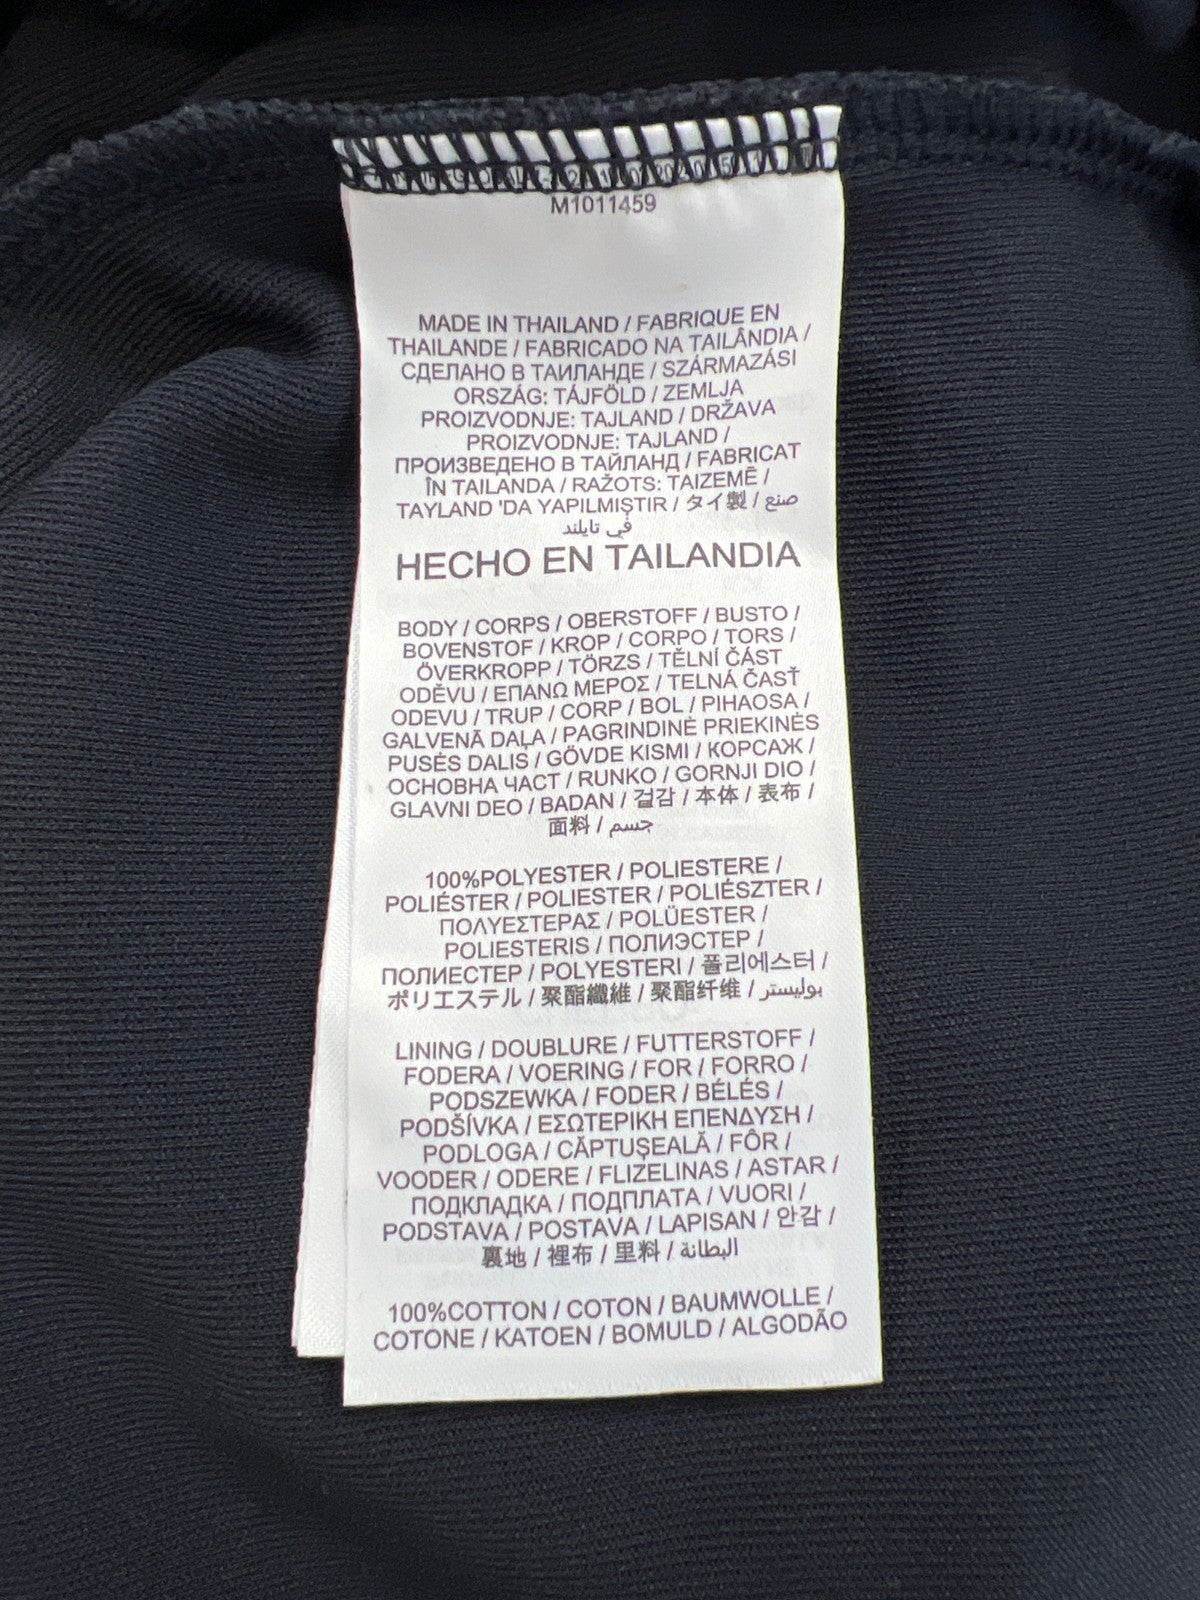 M1011459
MADE IN THAILAND / FABRIQUE EN
THAILANDE / FABRICADO NA TAILÂNDIA /
СДЕЛАНО В ТАИЛАНДЕ / SZÁRMAZÁSI
ORSZÁG: TÁJFÖLD / ZEMLJA
PROIZVODNJE: TAJLAND / DRŽAVA
PROIZVODNJE: TAJLAND /
ПРОИЗВЕДЕНО В ТАЙЛАНД / FABRICAT
ÎN TAILANDA / RAŽOTS: TAIZEMĒ /
TAYLAND 'DA YAPILMIŞTIR / タイ製 / صنع
في تايلند
HECHO EN TAILANDIA
BODY / CORPS / OBERSTOFF / BUSTO /
BOVENSTOF / KROP / CORPO / TORS /
ÖVERKROPP / TÖRZS / TĚLNÍ ČÁST
ODĚVU / ΕΠΑΝΩ ΜΕΡΟΣ / TELNÁ ČASŤ
ODEVU / TRUP / CORP / BOL / PIHAOSA /
GALVENĀ DAĻA / PAGRINDINĖ PRIEKINĖS
PUSĖS DALIS / GÖVDE KISMI / КОРСАЖ /
ОСНОВНА ЧАСТ / RUNKO / GORNJI DIO /
GLAVNI DEO / BADAN / 겉감 / 本体 / 表布 /
面料 / جسم
100%POLYESTER / POLIESTERE /
POLIÉSTER / POLIESTER / POLIÉSZTER /
ΠΟΛΥΕΣΤΕΡΑΣ / POLÜESTER /
POLIESTERIS / ПОЛИЭСТЕР /
ПОЛИЕСТЕР / POLYESTERI / 폴리에스터 /
ポリエステル / 聚酯纖維 / 聚酯纤维 / بوليستر
LINING / DOUBLURE / FUTTERSTOFF /
FODERA / VOERING / FOR / FORRO /
PODSZEWKA / FODER / BÉLÉS /
PODŠÍVKA / ΕΣΩΤΕΡΙΚΗ ΕΠΕΝΔΥΣΗ /
PODLOGA / CĂPTUŞEALĂ / FÔR /
VOODER / ODERE / FLIZELINAS / ASTAR /
ПОДКЛАДКА / ПОДПЛАТА / VUORI /
PODSTAVA / POSTAVA / LAPISAN / 안감 /
裏地 / 裡布 / 里料 / البطانة
100%COTTON / COTON / BAUMWOLLE /
COTONE / KATOEN / BOMULD / ALGODÃO